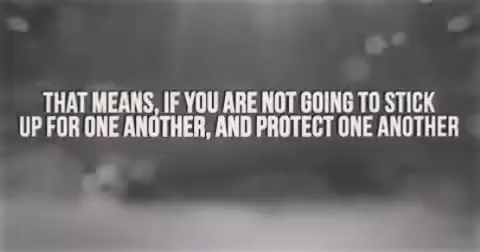 THAT MEANS, IF YOU ARE NOT GOING TO STICK
UP FOR ONE ANOTHER, AND PROTECT ONE ANOTHER